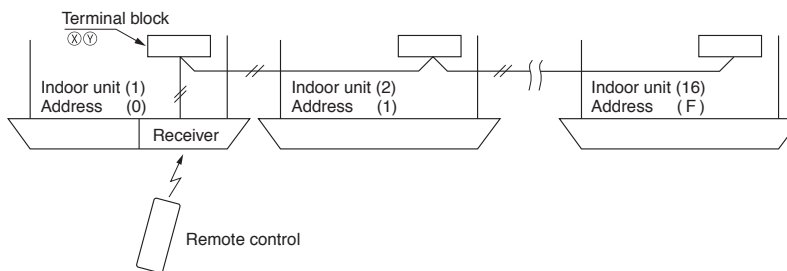 Terminal block
ⓍⓎ
Indoor unit (1)
Address (0)
Receiver
Indoor unit (2)
Address (1)
Indoor unit (16)
Address (F)
Remote control